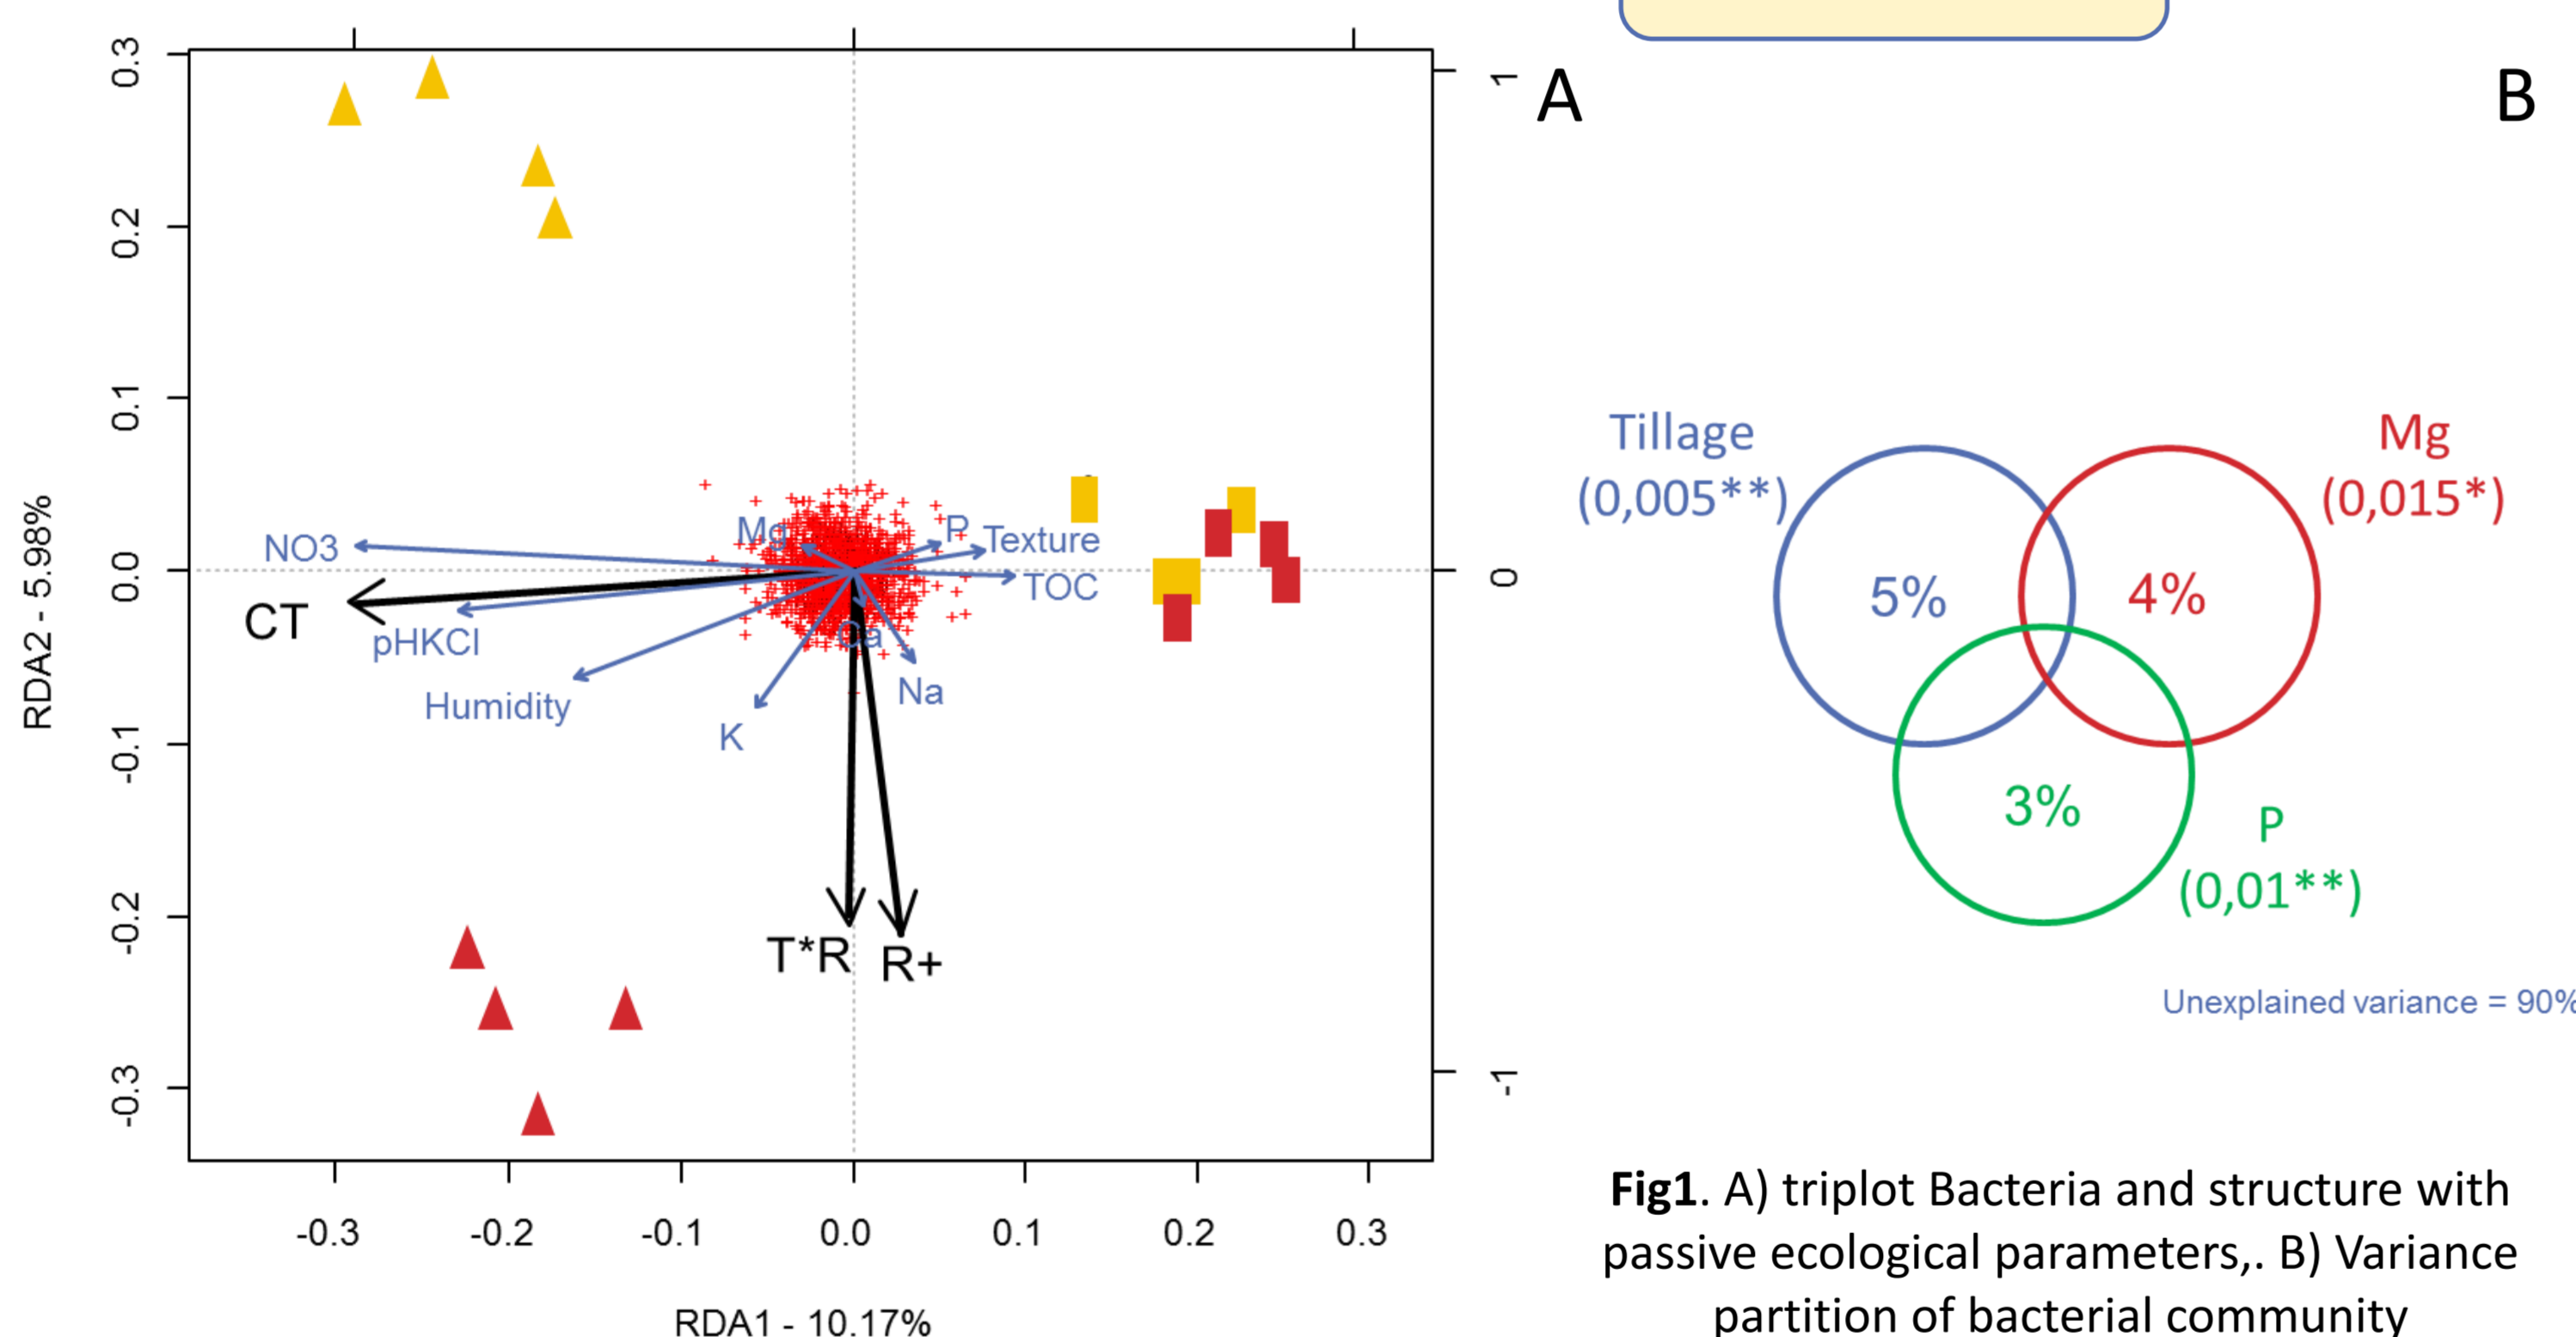 A
B
0.3
0.2
0.1
0.0
-0.1
-0.2
-0.3
RDA2 - 5.98%
1
0
-1
NO3
CT
pHKCl
Humidity
K
Mg
P
Texture
TOC
Ca
Na
T*R
R+
-0.3
-0.2
-0.1
0.0
0.1
0.2
0.3
RDA1 - 10.17%
Tillage
(0,005**)
Mg
(0,015*)
5%
4%
3%
P
(0,01**)
Unexplained variance = 90%
Fig1. A) triplot Bacteria and structure with
passive ecological parameters,. B) Variance
partition of bacterial community